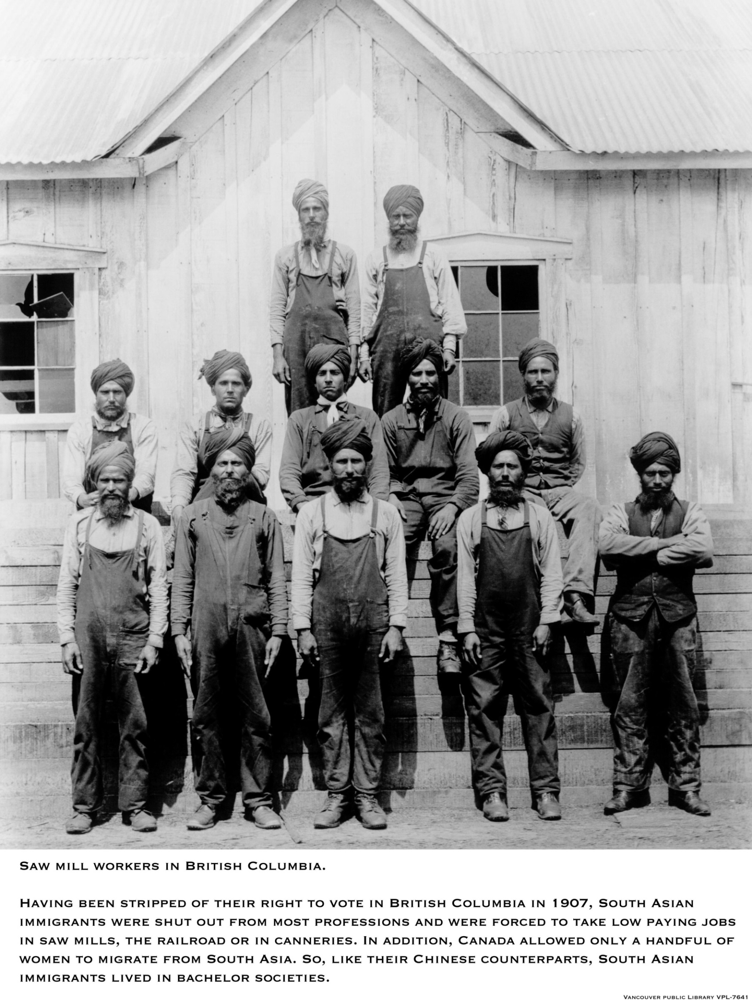 Saw mill workers in British Columbia.
Having been stripped of their right to vote in British Columbia in 1907, South Asian
immigrants were shut out from most professions and were forced to take low paying jobs
in saw mills, the railroad or in canneries. In addition, Canada allowed only a handful of
women to migrate from South Asia. So, like their Chinese counterparts, South Asian
immigrants lived in bachelor societies.
Vancouver public Library VPL-7641